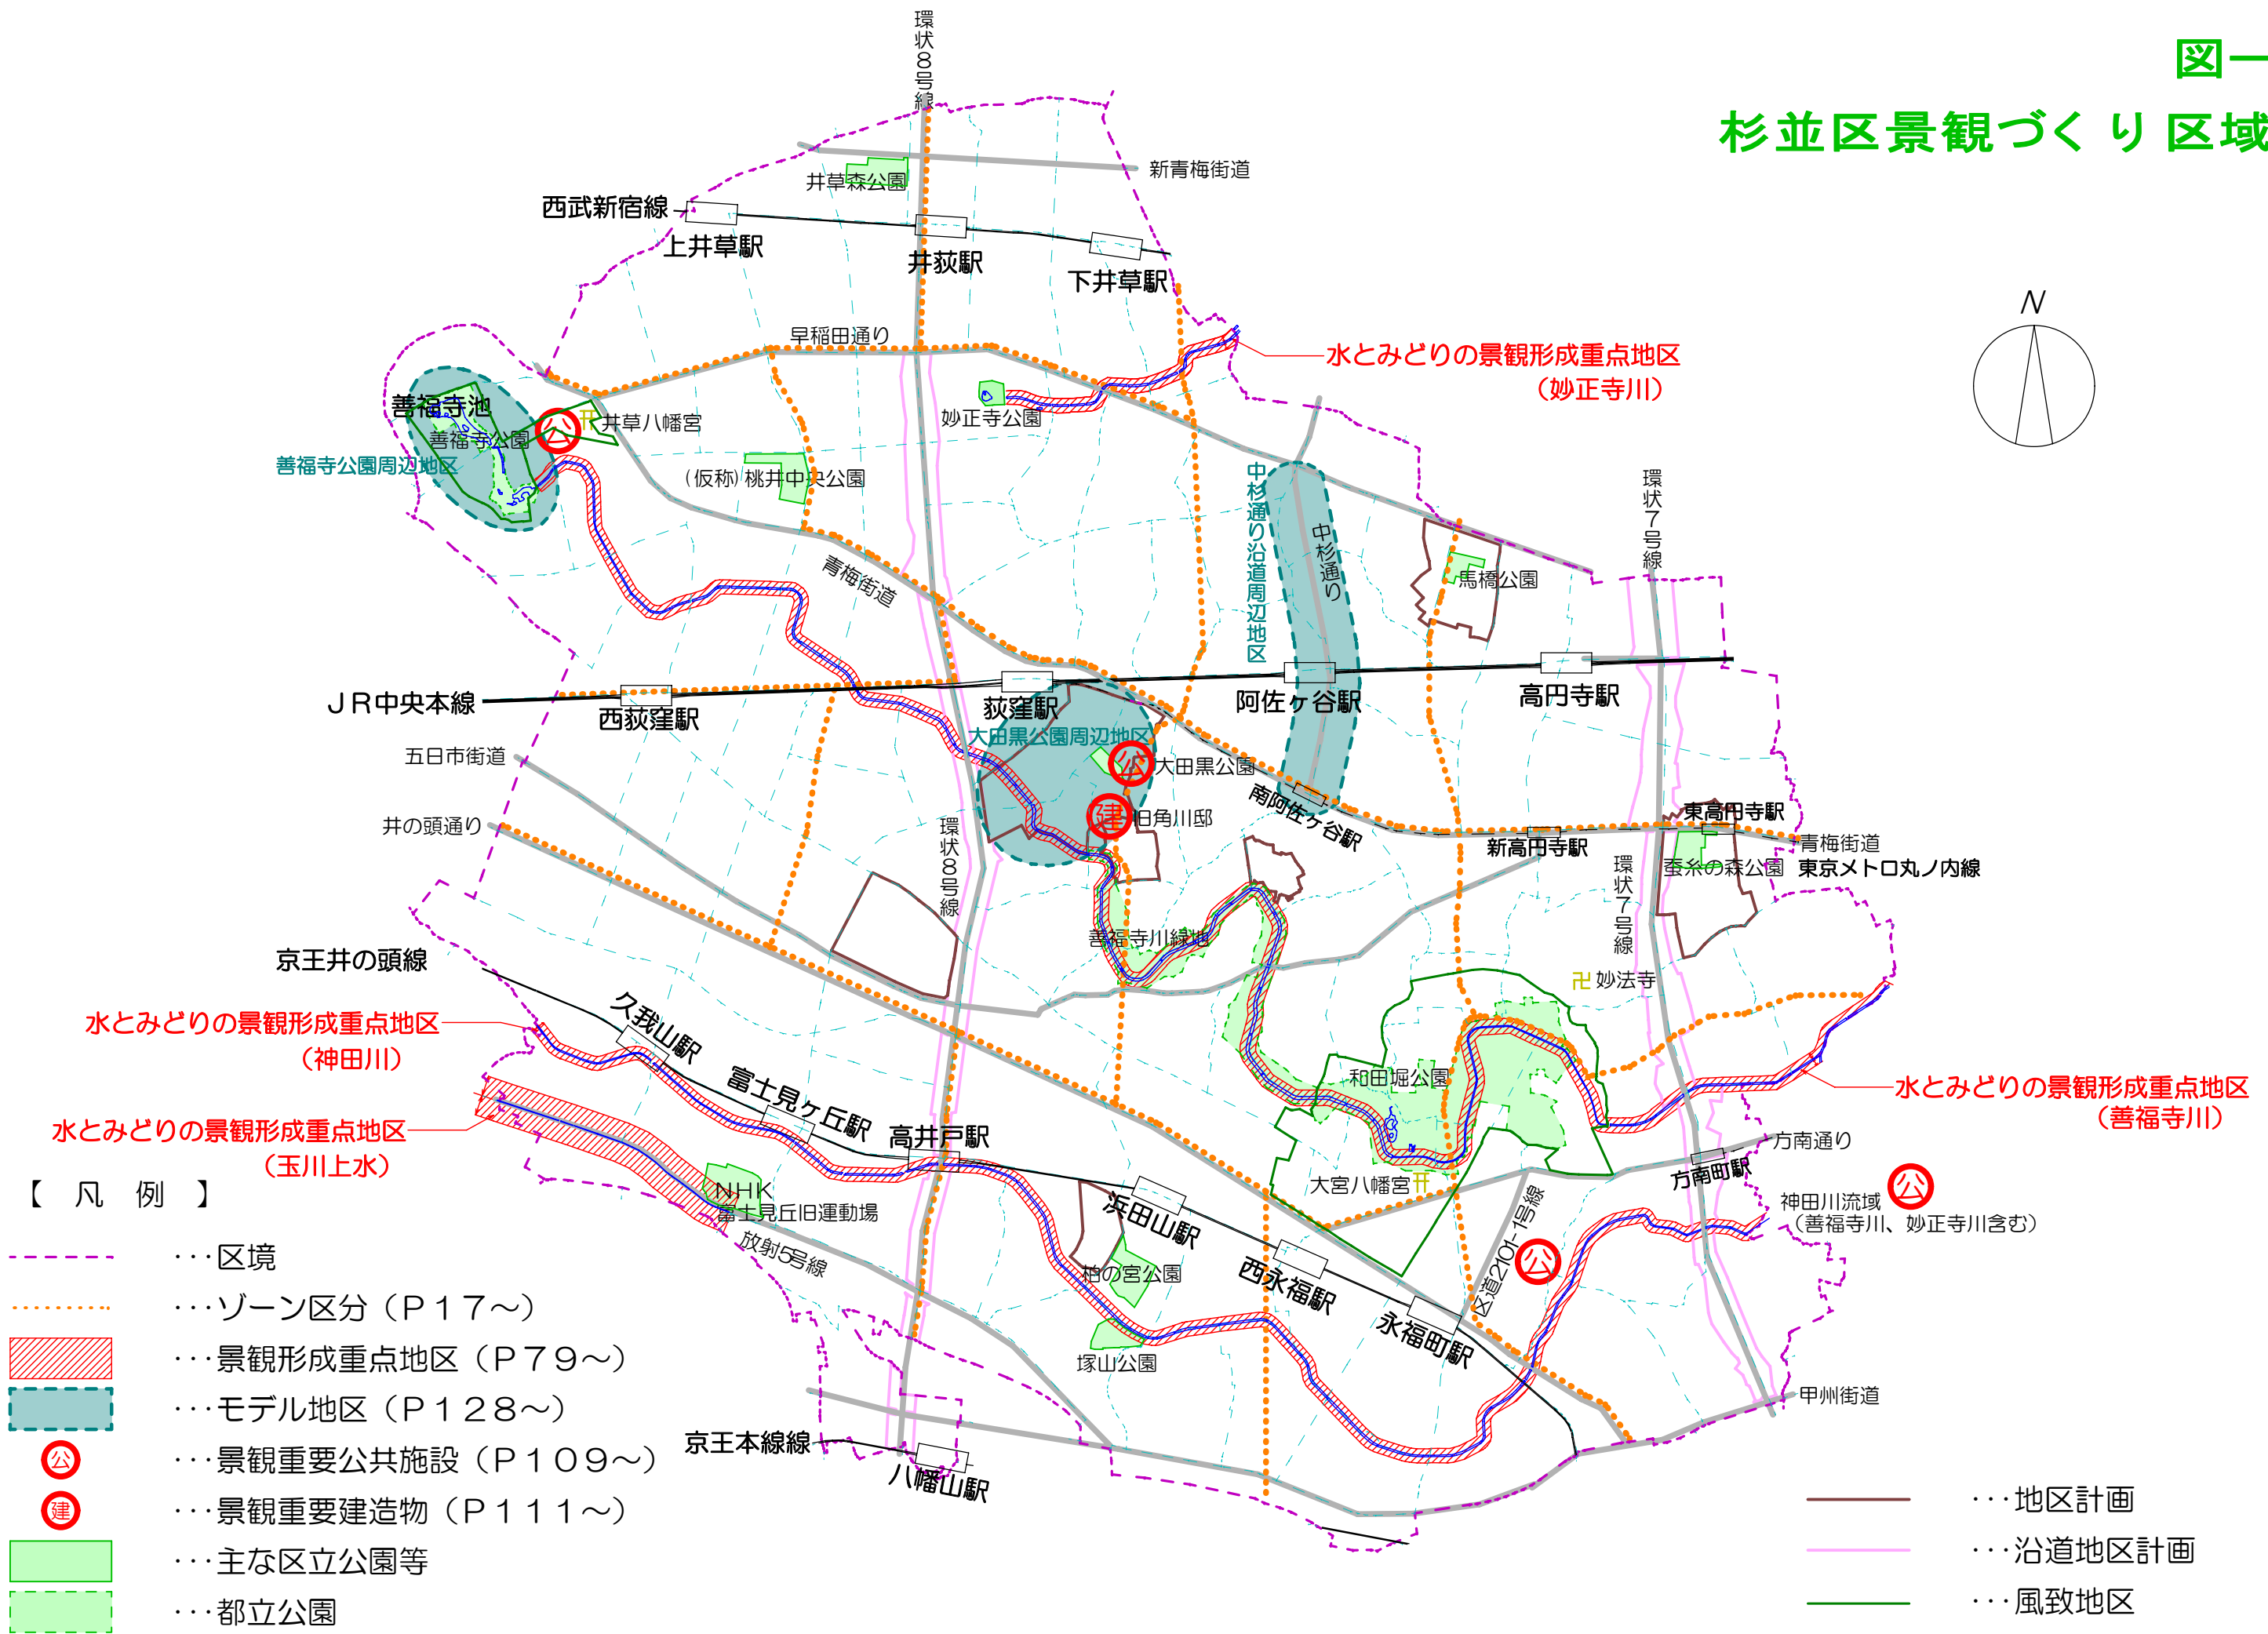 図一
杉並区景観づくり区域
環状8号線
新青梅街道
井草森公園
西武新宿線
上井草駅
井荻駅
下井草駅
N
早稲田通り
水とみどりの景観形成重点地区
（妙正寺川）
善福寺池
善福寺公園
公
井草八幡宮
妙正寺公園
善福寺公園周辺地区
（仮称）桃井中央公園
中杉通り沿道周辺地区
中杉通り
環状7号線
青梅街道
馬橋公園
JR中央本線
西荻窪駅
荻窪駅
阿佐ヶ谷駅
高円寺駅
大田黒公園周辺地区
五日市街道
公
大田黒公園
井の頭通り
建
旧角川邸
南阿佐ヶ谷駅
新高円寺駅
東高円寺駅
青梅街道
蚕糸の森公園
東京メトロ丸ノ内線
環状8号線
環状7号線
善福寺川緑地
京王井の頭線
卍 妙法寺
水とみどりの景観形成重点地区
（神田川）
久我山駅
富士見ヶ丘駅
和田堀公園
水とみどりの景観形成重点地区
（善福寺川）
水とみどりの景観形成重点地区
（玉川上水）
高井戸駅
方南通り
方南町駅
NHK
富士見丘旧運動場
大宮八幡宮
浜田山駅
区道2101-1号線
公
神田川流域
（善福寺川、妙正寺川含む）
公
放射5号線
柏の宮公園
西永福駅
永福町駅
塚山公園
甲州街道
京王本線線
八幡山駅
【 凡 例 】
･･･区境
･･･ゾーン区分（P17～）
･･･景観形成重点地区（P79～）
･･･モデル地区（P128～）
公 ･･･景観重要公共施設（P109～）
建 ･･･景観重要建造物（P111～）
･･･主な区立公園等
･･･都立公園
･･･地区計画
･･･沿道地区計画
･･･風致地区